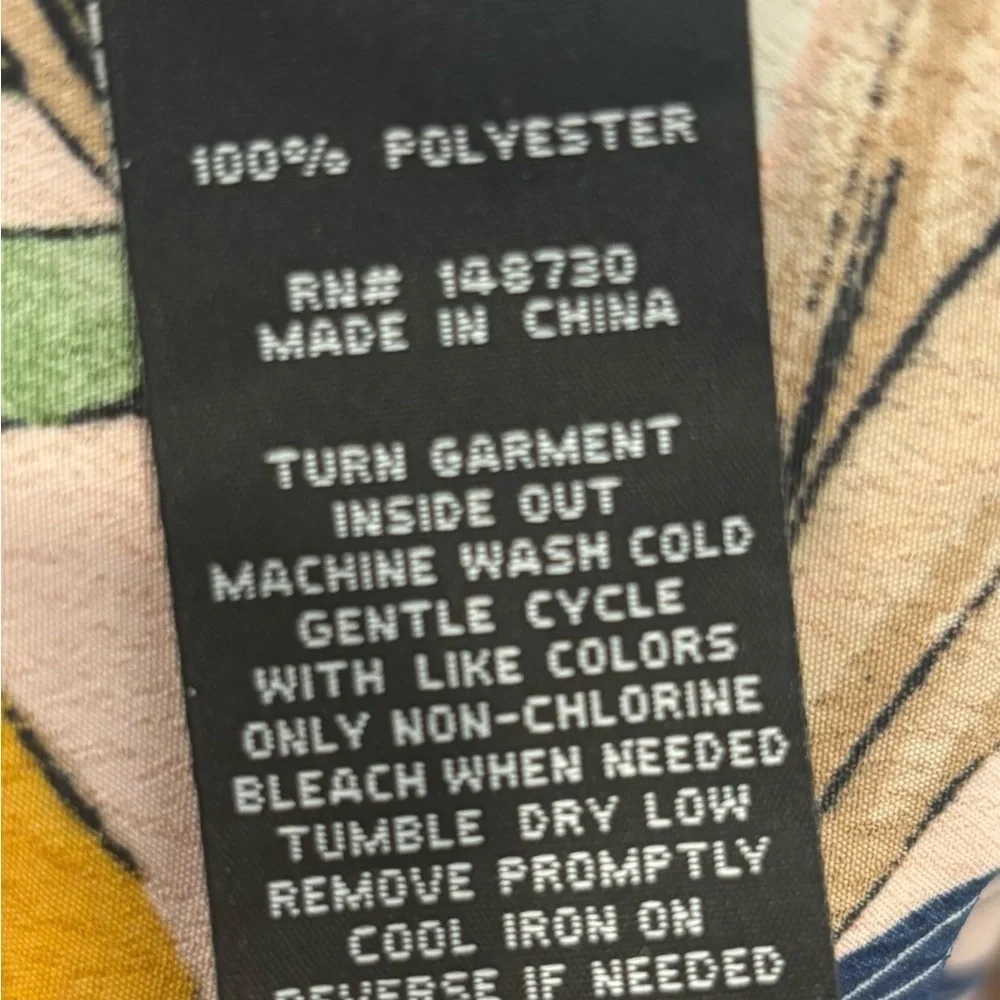 100% POLYESTER
RN# 148730
MADE IN CHINA
TURN GARMENT
INSIDE OUT
MACHINE WASH COLD
GENTLE CYCLE
WITH LIKE COLORS
ONLY NON-CHLORINE
BLEACH WHEN NEEDED
TUMBLE DRY LOW
REMOVE PROMPTLY
COOL IRON ON
REVERSE IF NEEDED